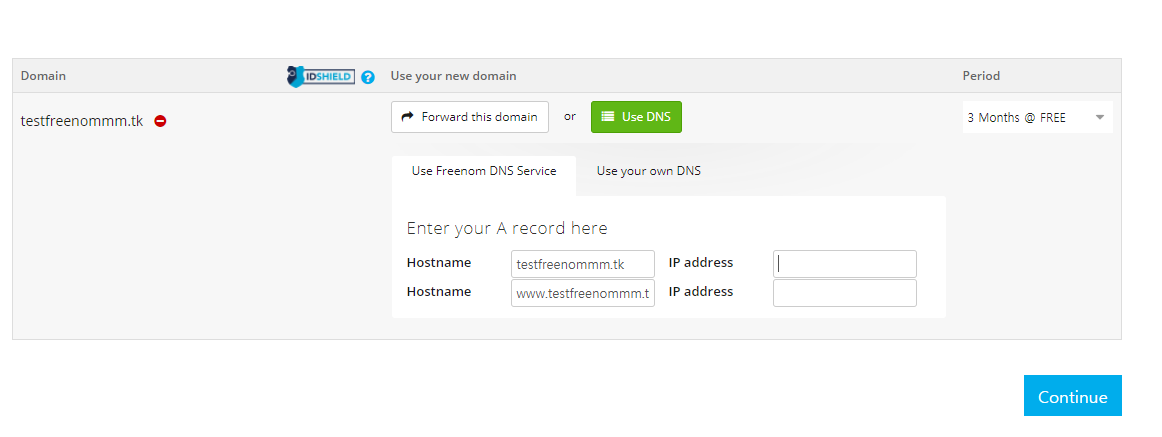 Domain IDSHIELD ? Use your new domain Period
testfreenommm.tk Forward this domain or Use DNS 3 Months @ FREE
Use Freenom DNS Service Use your own DNS
Enter your A record here
Hostname testfreenommm.tk IP address
Hostname www.testfreenommm.t IP address
Continue